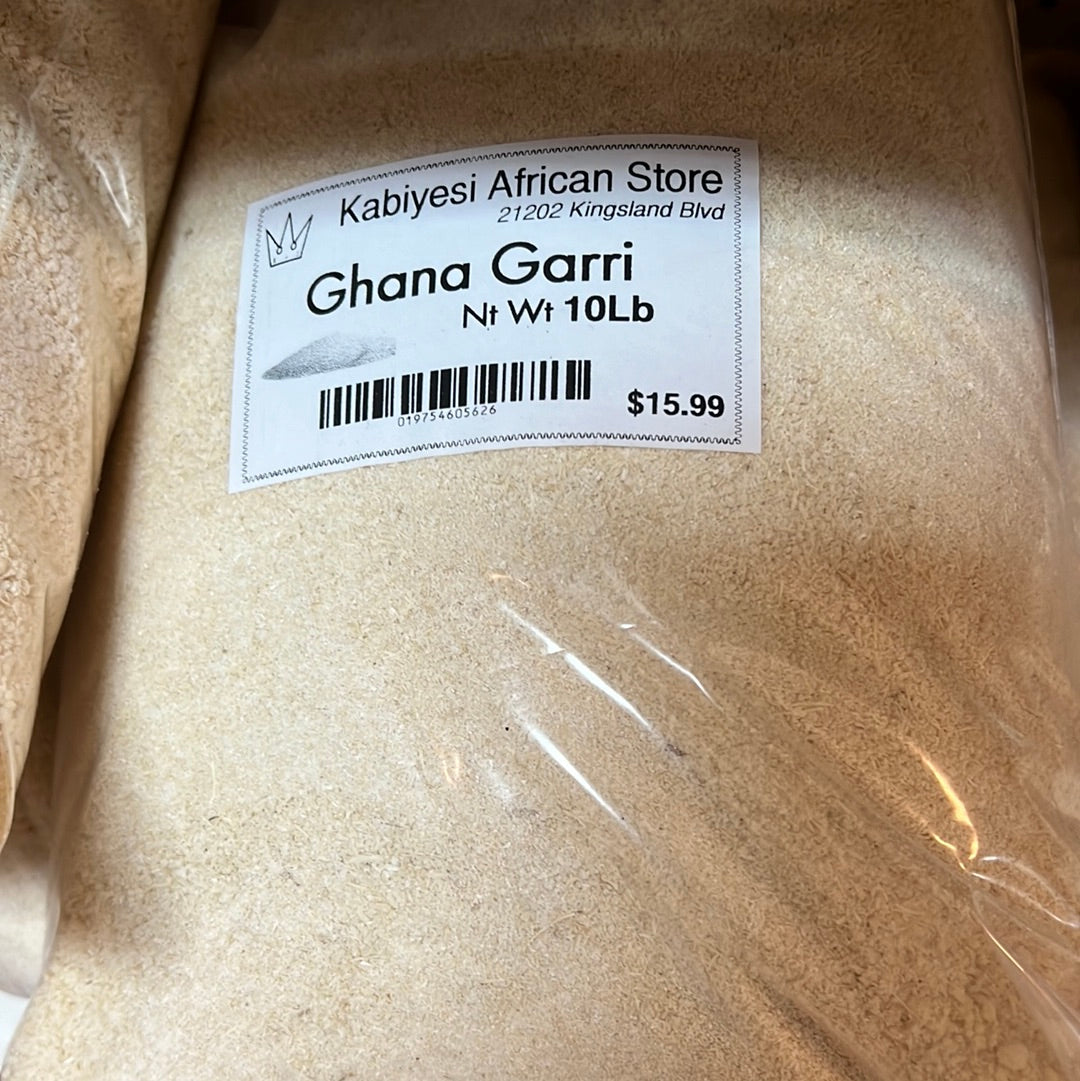 Kabiyesi African Store
21202 Kingsland Blvd
Ghana Garri
Nt Wt 10Lb
019754605626
$15.99